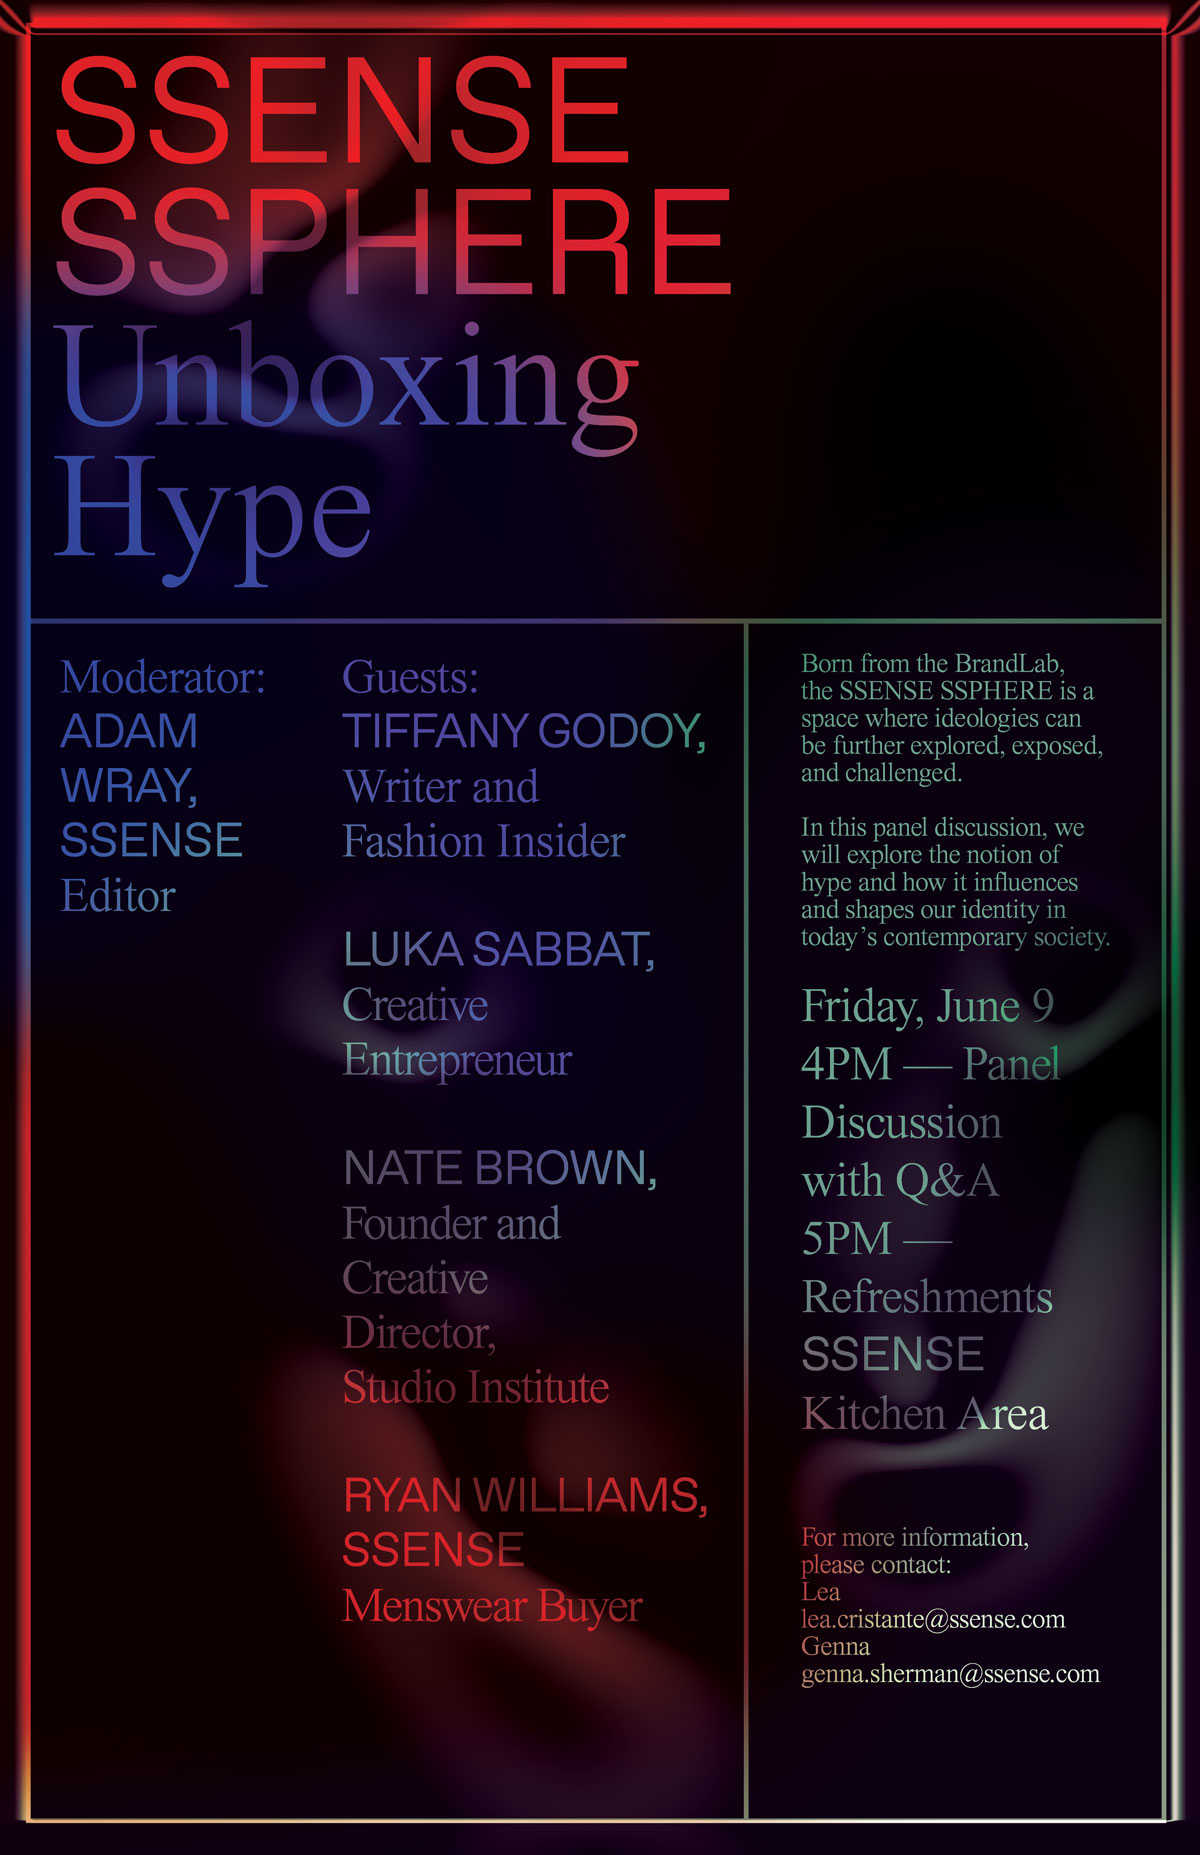 SSENSE
SSPHERE
Unboxing
Hype
Moderator:
ADAM
WRAY,
SSENSE
Editor
Guests:
TIFFANY GODOY,
Writer and
Fashion Insider
LUKA SABBAT,
Creative
Entrepreneur
NATE BROWN,
Founder and
Creative
Director,
Studio Institute
RYAN WILLIAMS,
SSENSE
Menswear Buyer
Born from the BrandLab,
the SSENSE SSPHERE is a
space where ideologies can
be further explored, exposed,
and challenged.
In this panel discussion, we
will explore the notion of
hype and how it influences
and shapes our identity in
today’s contemporary society.
Friday, June 9
4PM — Panel
Discussion
with Q&A
5PM —
Refreshments
SSENSE
Kitchen Area
For more information,
please contact:
Lea
lea.cristante@ssense.com
Genna
genna.sherman@ssense.com